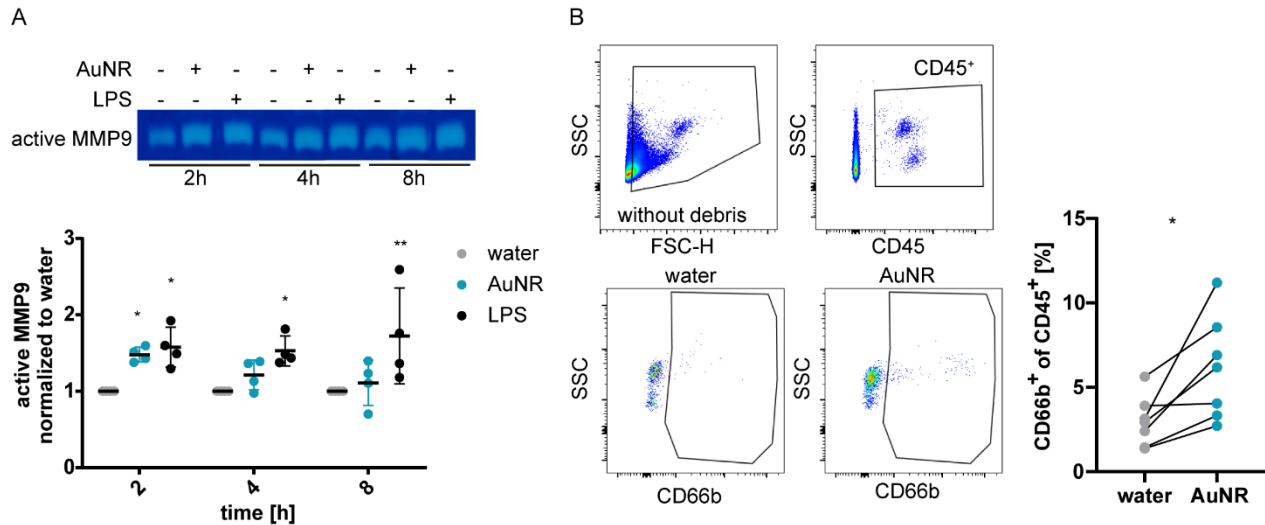 A
AuNR - + - - + - - + -
LPS - - + - - + - - +
active MMP9
2h 4h 8h
active MMP9
normalized to water
3
2
1
0
*
*
*
**
water
AuNR
LPS
2 4 8
time [h]
B
SSC
without debris
FSC-H
SSC
CD45+
CD45
water
SSC
CD66b
AuNR
SSC
CD66b
CD66b+ of CD45+ [%]
15
10
5
0
*
water AuNR